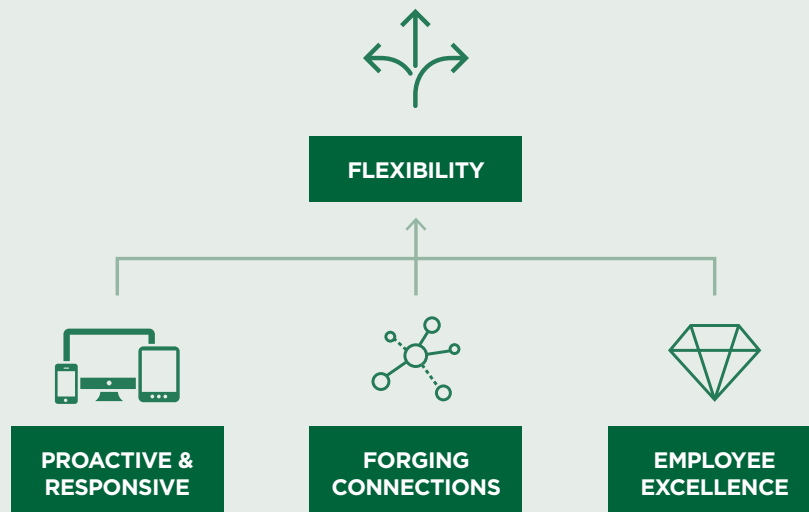 FLEXIBILITY
PROACTIVE &
RESPONSIVE
FORGING
CONNECTIONS
EMPLOYEE
EXCELLENCE